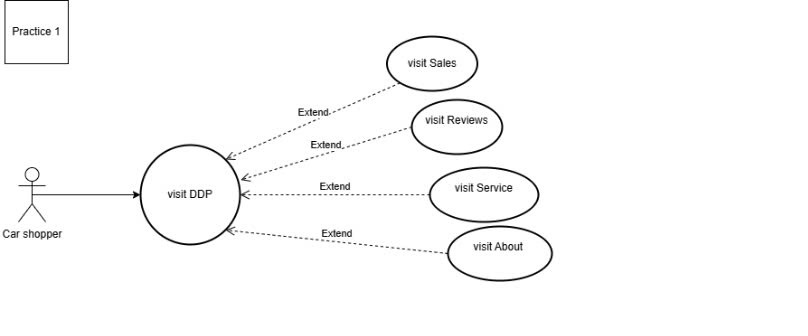 Practice 1
visit Sales
Extend
visit Reviews
Extend
visit DDP
Extend
visit Service
Car shopper
Extend
visit About